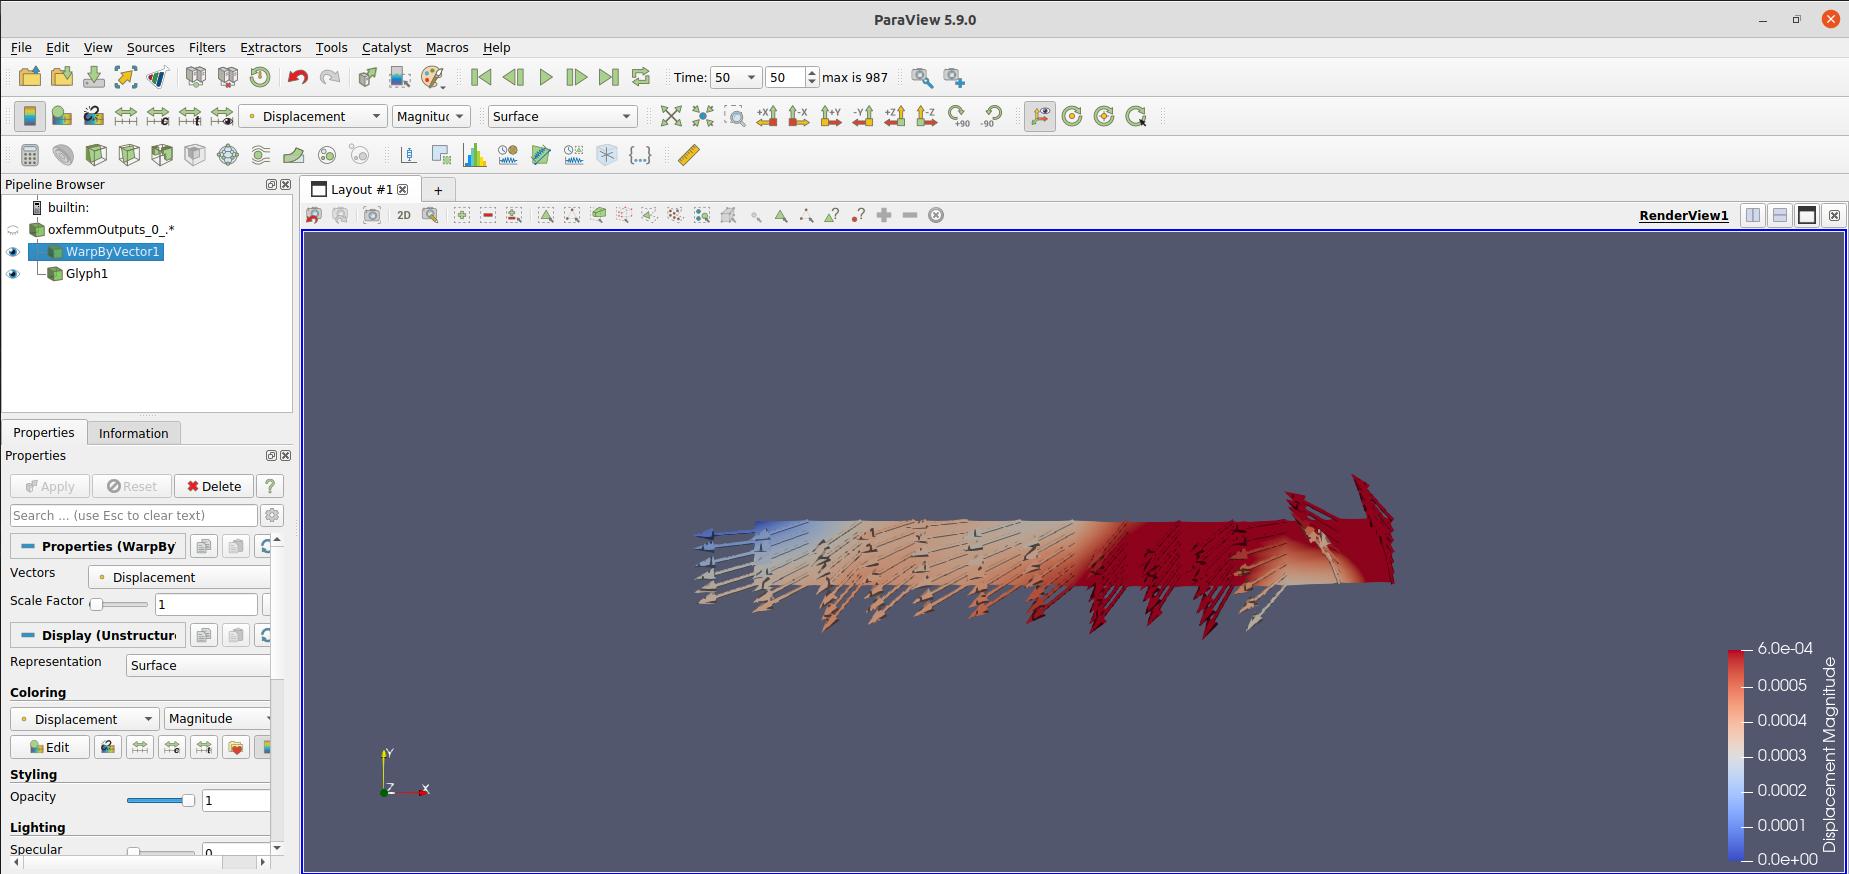 ParaView 5.9.0
File Edit View Sources Filters Extractors Tools Catalyst Macros Help
Time: 50 50 max is 987
Displacement Magnituc Surface +X -X +Y -Y +Z -Z +90 -90
Pipeline Browser
builtin:
oxfemmOutputs_0_.*
WarpByVector1
Glyph1
Layout #1 +
2D RenderView1
Properties Information
Properties
Apply Reset Delete ?
Search ... (use Esc to clear text)
Properties (WarpBy
Vectors Displacement
Scale Factor 1
Display (Unstructur
Representation Surface
Coloring
Displacement Magnitude
Edit
Styling
Opacity 1
Lighting
Specular 0
Y
Z X
6.0e-04
0.0005
0.0004
0.0003
0.0002
0.0001
0.0e+00
Displacement Magnitude